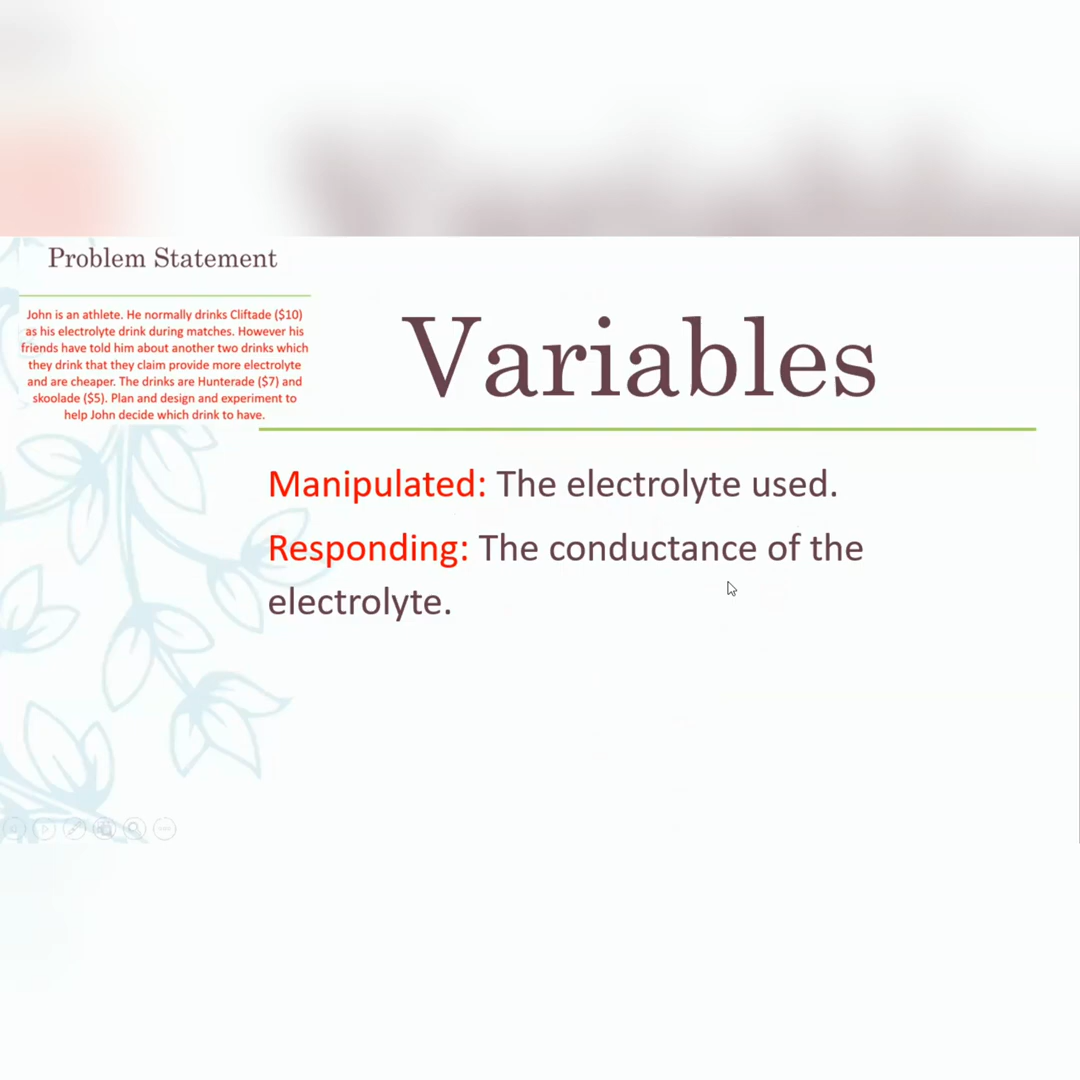 Problem Statement
John is an athlete. He normally drinks Cliftade ($10)
as his electrolyte drink during matches. However his
friends have told him about another two drinks which
they drink that they claim provide more electrolyte
and are cheaper. The drinks are Hunterade ($7) and
skoolade ($5). Plan and design and experiment to
help John decide which drink to have.
Variables
Manipulated: The electrolyte used.
Responding: The conductance of the
electrolyte.